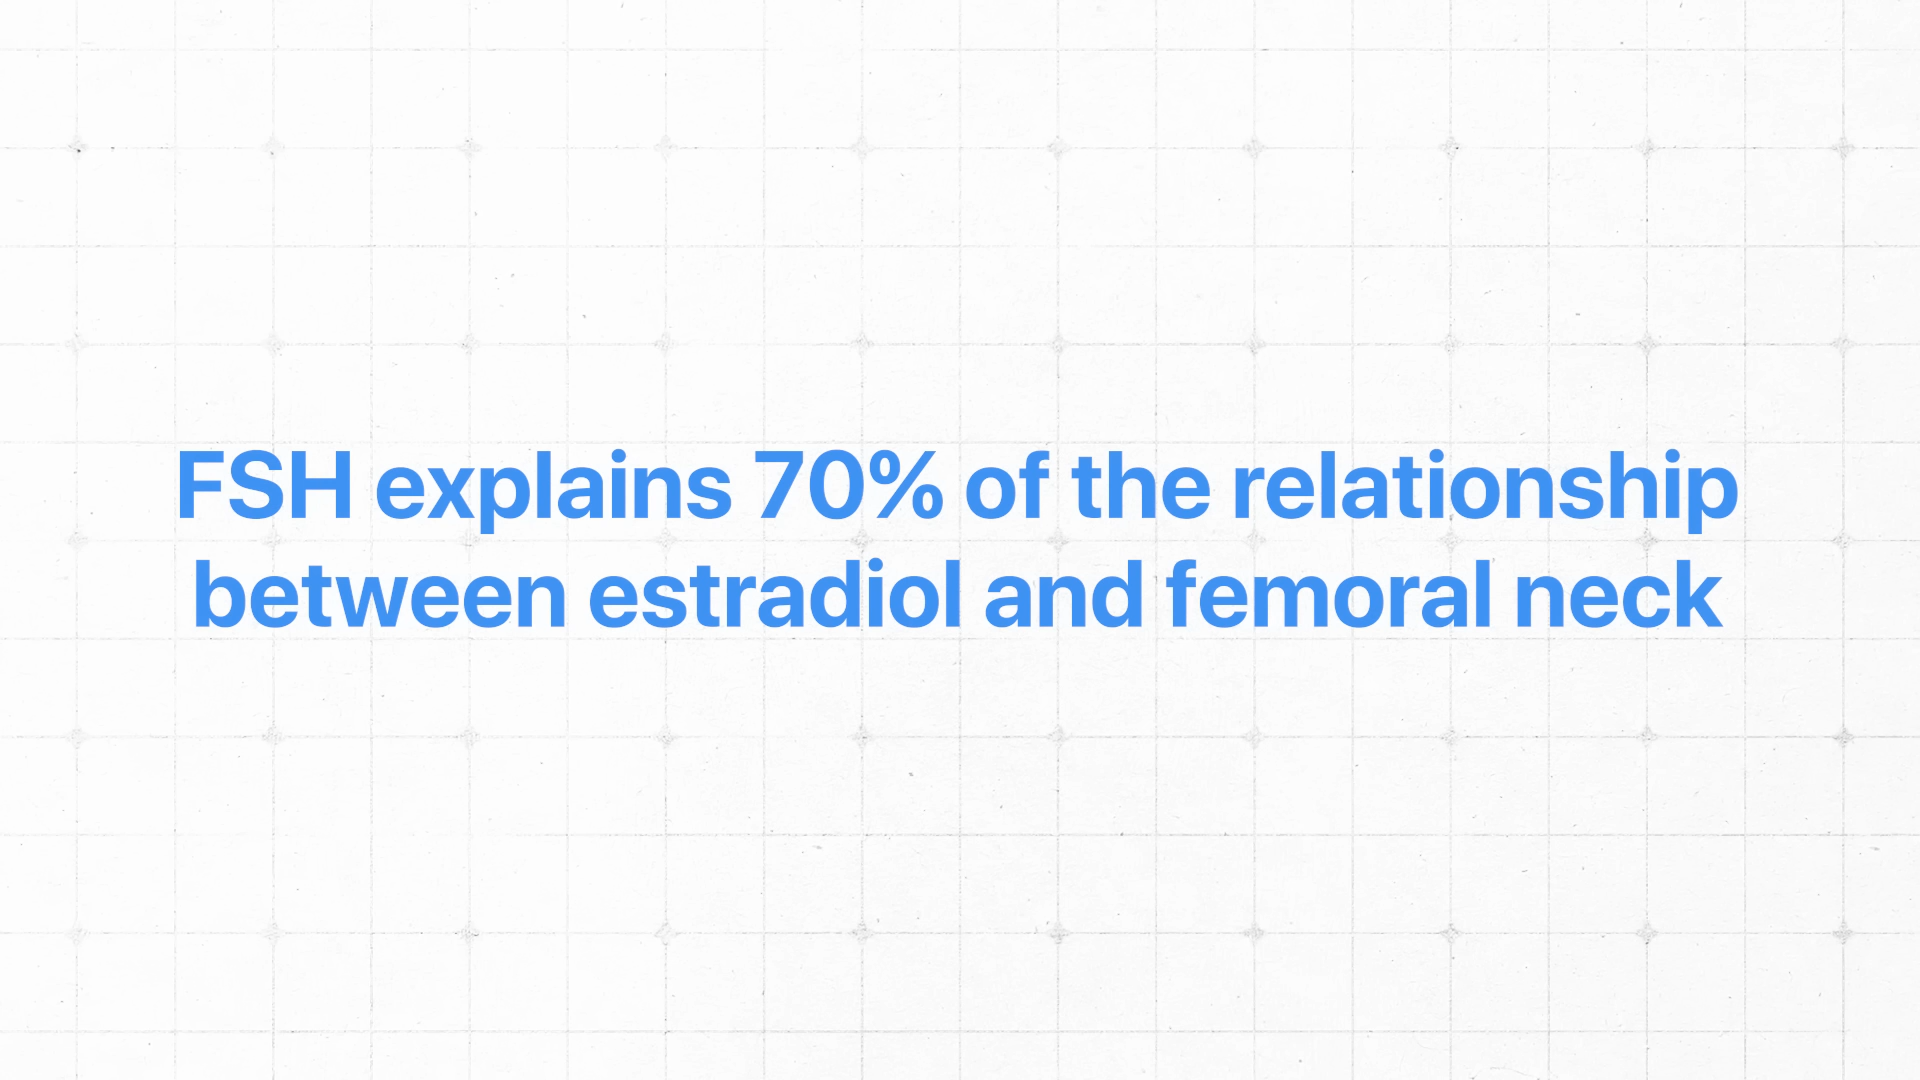 FSH explains 70% of the relationship
between estradiol and femoral neck